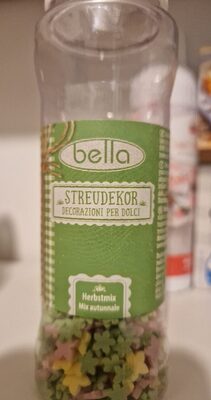 bella
STREUDEKOR
DECORAZIONI PER DOLCI
Herbstmix
Mix autunnale